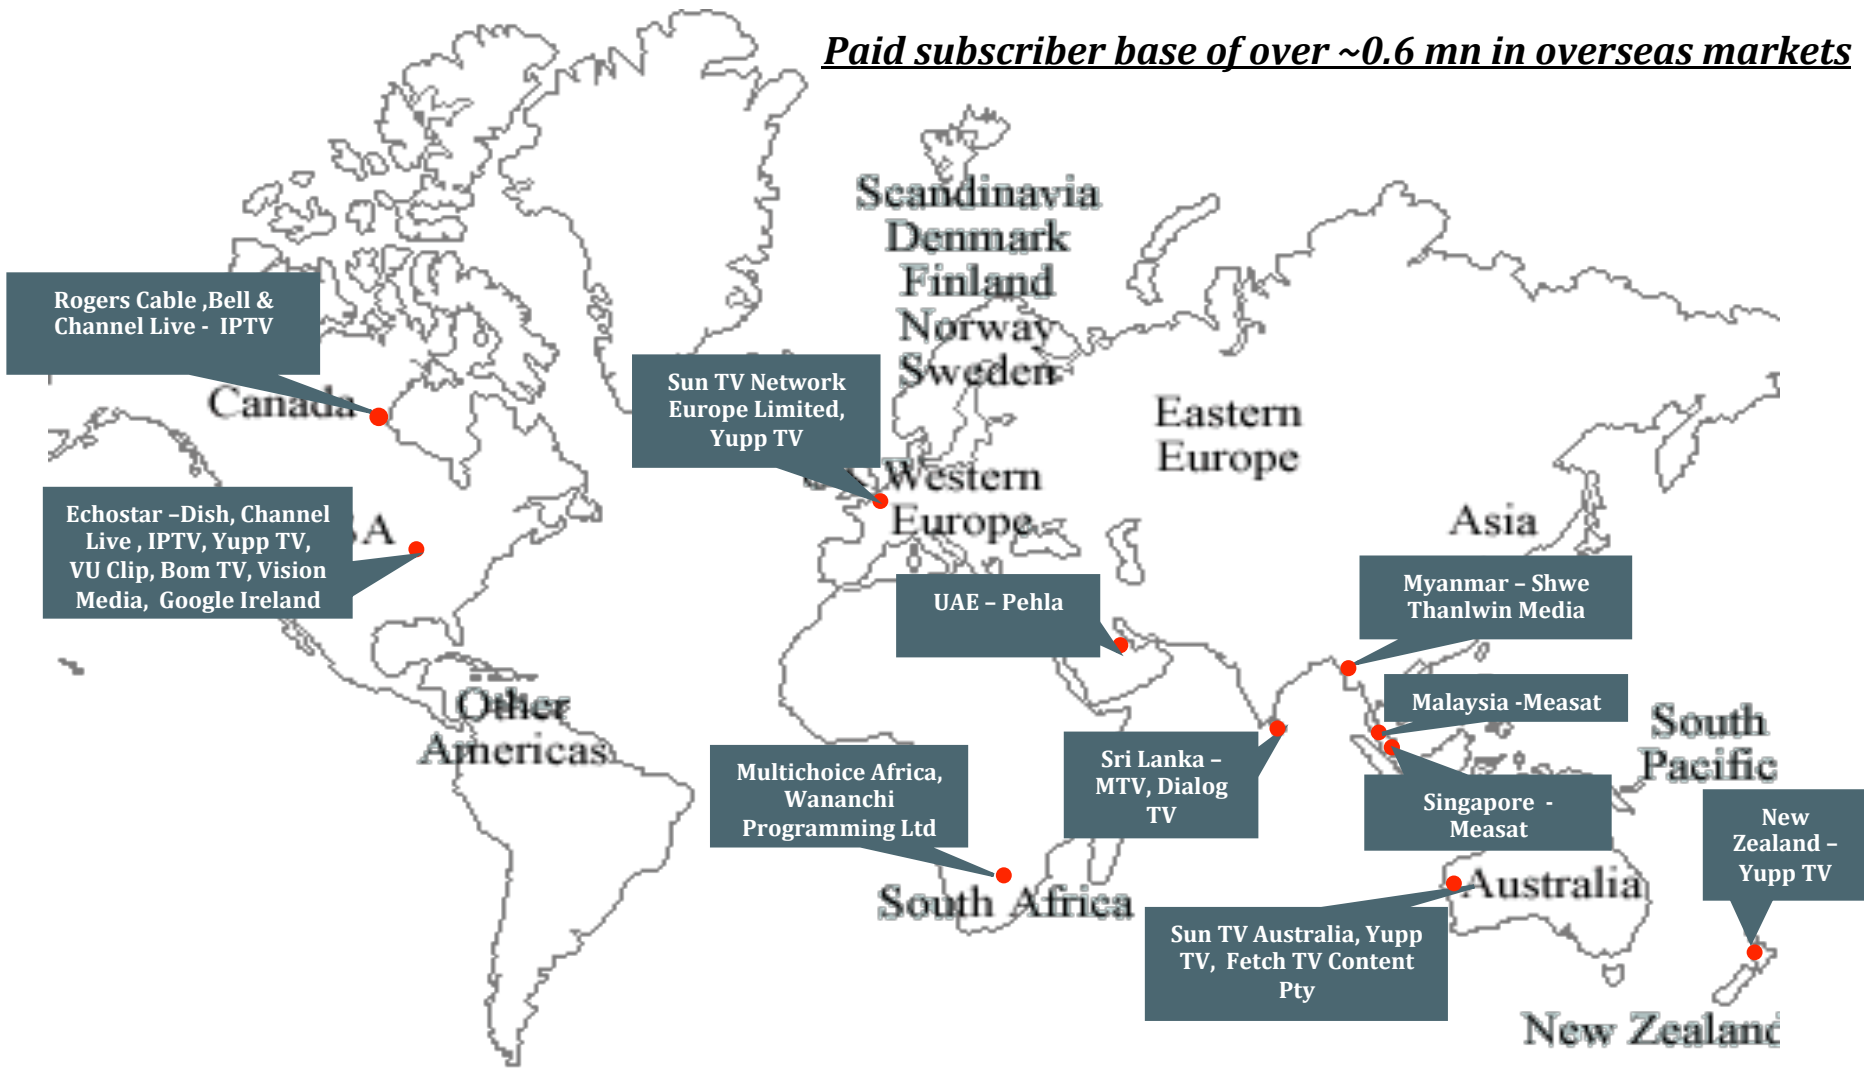 Paid subscriber base of over ~0.6 mn in overseas markets
Scandinavia
Denmark
Finland
Norway
Sweden
Rogers Cable ,Bell &
Channel Live - IPTV
Canada
Sun TV Network
Europe Limited,
Yupp TV
Eastern
Europe
Western
Europe
Asia
Echostar –Dish, Channel
Live , IPTV, Yupp TV,
VU Clip, Bom TV, Vision
Media, Google Ireland
UAE – Pehla
Myanmar – Shwe
Thanlwin Media
Malaysia -Measat
Other
Americas
South
Pacific
Multichoice Africa,
Wananchi
Programming Ltd
Sri Lanka –
MTV, Dialog
TV
Singapore -
Measat
New
Zealand –
Yupp TV
South Africa
Australia
Sun TV Australia, Yupp
TV, Fetch TV Content
Pty
New Zealand